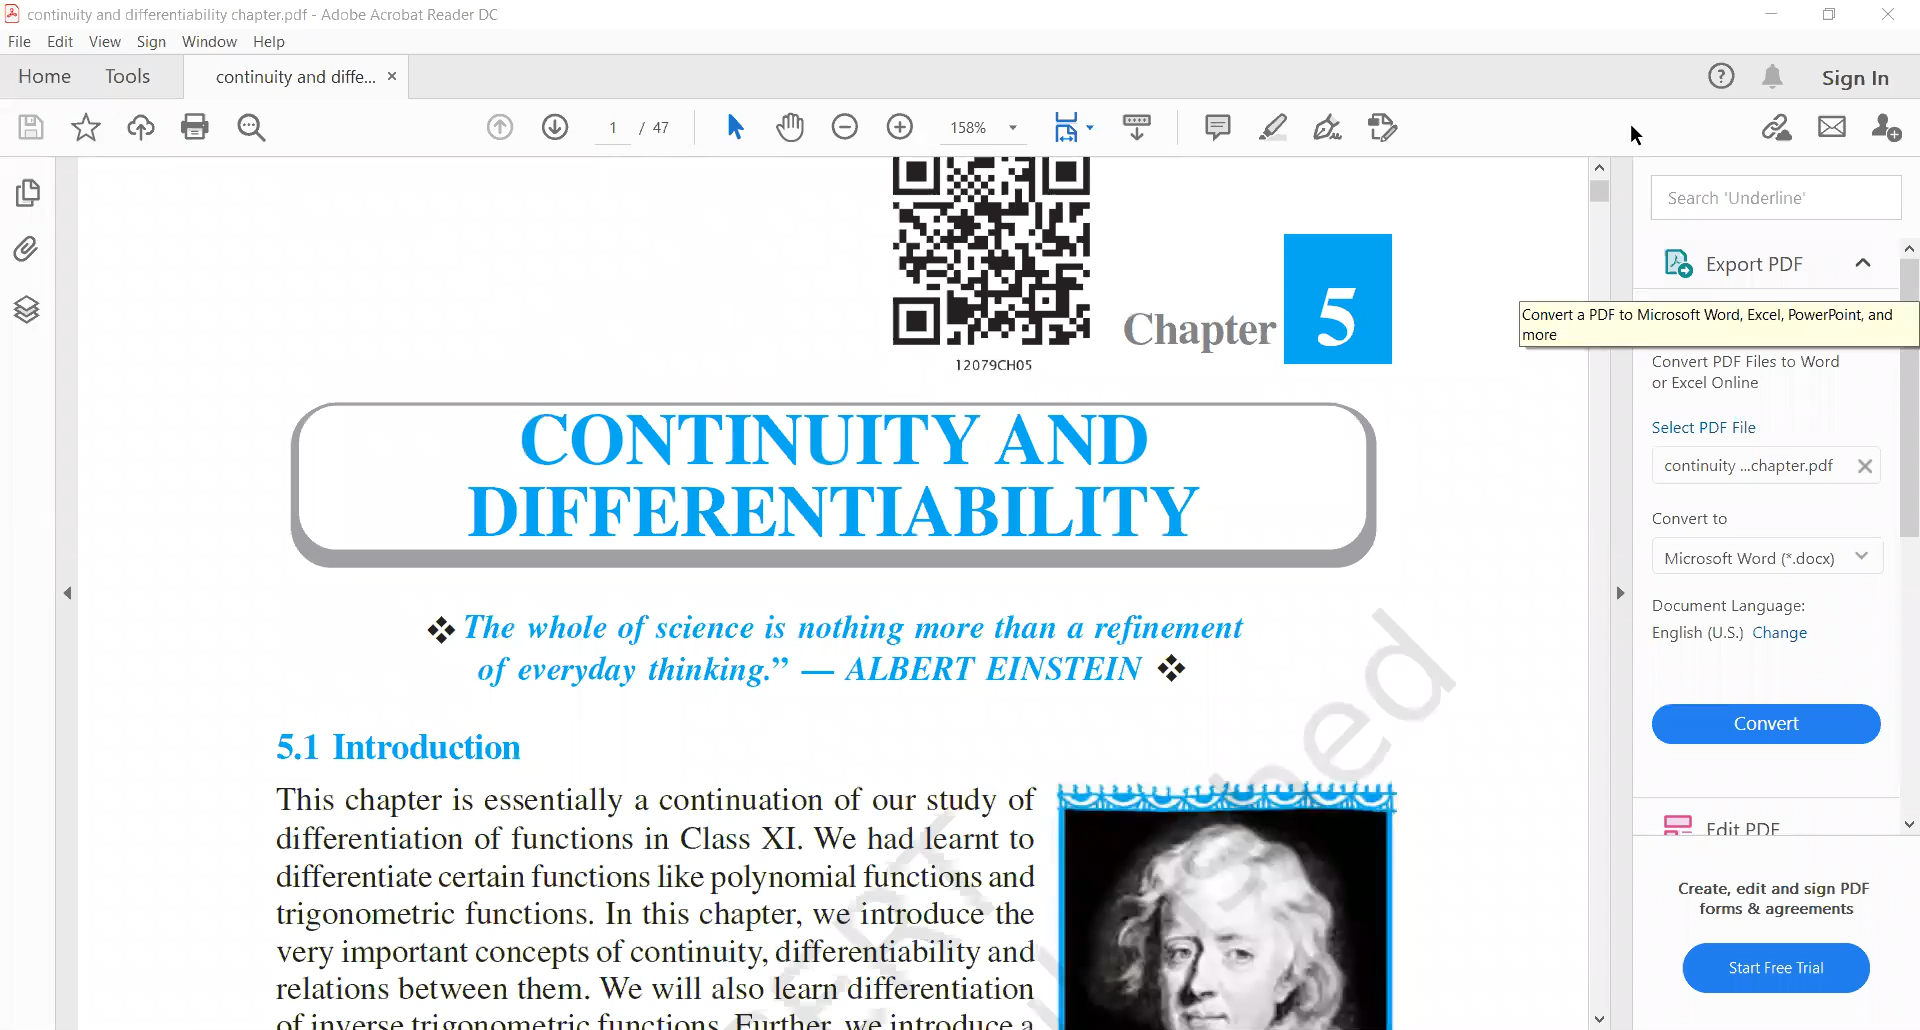 continuity and differentiability chapter.pdf - Adobe Acrobat Reader DC
File Edit View Sign Window Help
Home Tools continuity and diffe... × Sign In
1 / 47 158%
Search 'Underline'
Export PDF
Convert a PDF to Microsoft Word, Excel, PowerPoint, and
more
Convert PDF Files to Word
or Excel Online
Select PDF File
continuity ...chapter.pdf
Convert to
Microsoft Word (*.docx)
Document Language:
English (U.S.) Change
Convert
Edit PDF
Create, edit and sign PDF
forms & agreements
Start Free Trial
12079CH05
Chapter 5
CONTINUITY AND
DIFFERENTIABILITY
❖ The whole of science is nothing more than a refinement
of everyday thinking.” — ALBERT EINSTEIN ❖
5.1 Introduction
This chapter is essentially a continuation of our study of
differentiation of functions in Class XI. We had learnt to
differentiate certain functions like polynomial functions and
trigonometric functions. In this chapter, we introduce the
very important concepts of continuity, differentiability and
relations between them. We will also learn differentiation
of inverse trigonometric functions. Further, we introduce a